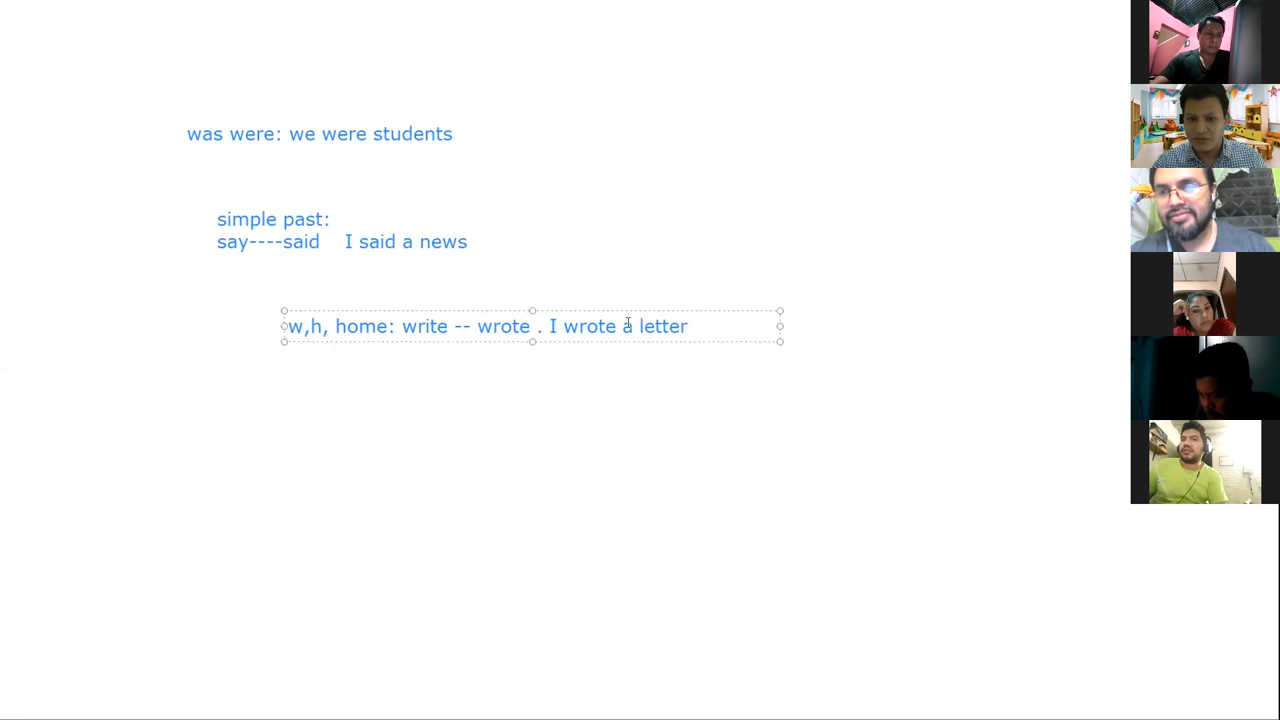 was were: we were students
simple past:
say----said I said a news
w,h, home: write -- wrote . I wrote a letter